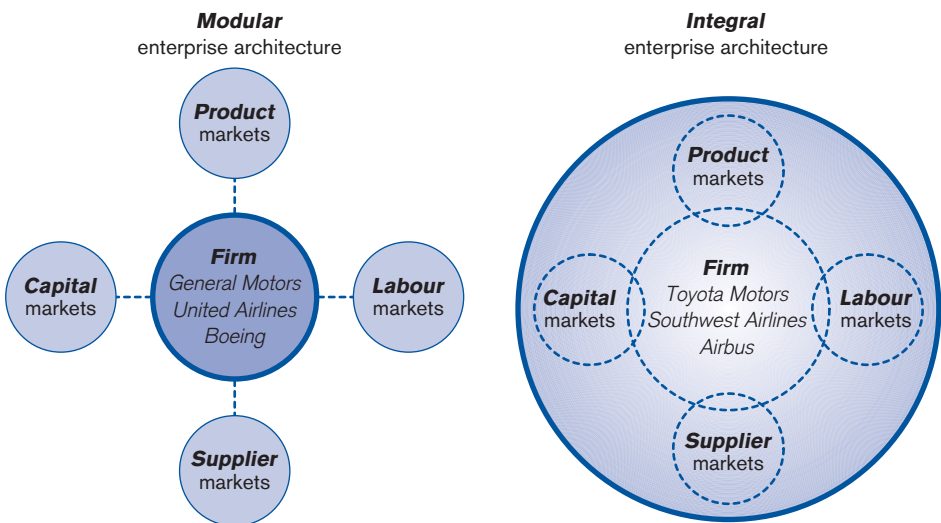 Modular
enterprise architecture
Product
markets
Capital
markets
Firm
General Motors
United Airlines
Boeing
Labour
markets
Supplier
markets
Integral
enterprise architecture
Product
markets
Capital
markets
Firm
Toyota Motors
Southwest Airlines
Airbus
Labour
markets
Supplier
markets